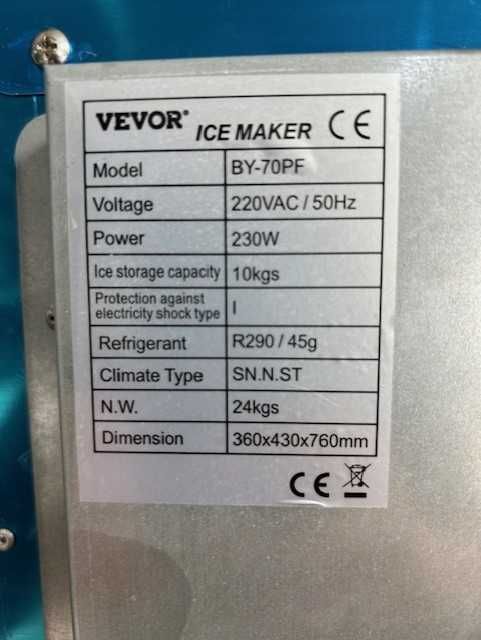 VEVOR® ICE MAKER CE
Model BY-70PF
Voltage 220VAC / 50Hz
Power 230W
Ice storage capacity 10kgs
Protection against
electricity shock type I
Refrigerant R290 / 45g
Climate Type SN.N.ST
N.W. 24kgs
Dimension 360x430x760mm
CE